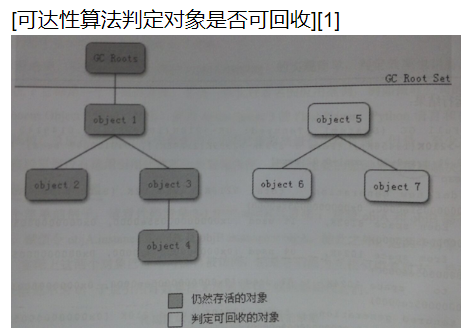 [可达性算法判定对象是否可回收][1]
GC Roots
GC Root Set
object 1
object 5
object 2
object 3
object 6
object 7
object 4
仍然存活的对象
判定可回收的对象